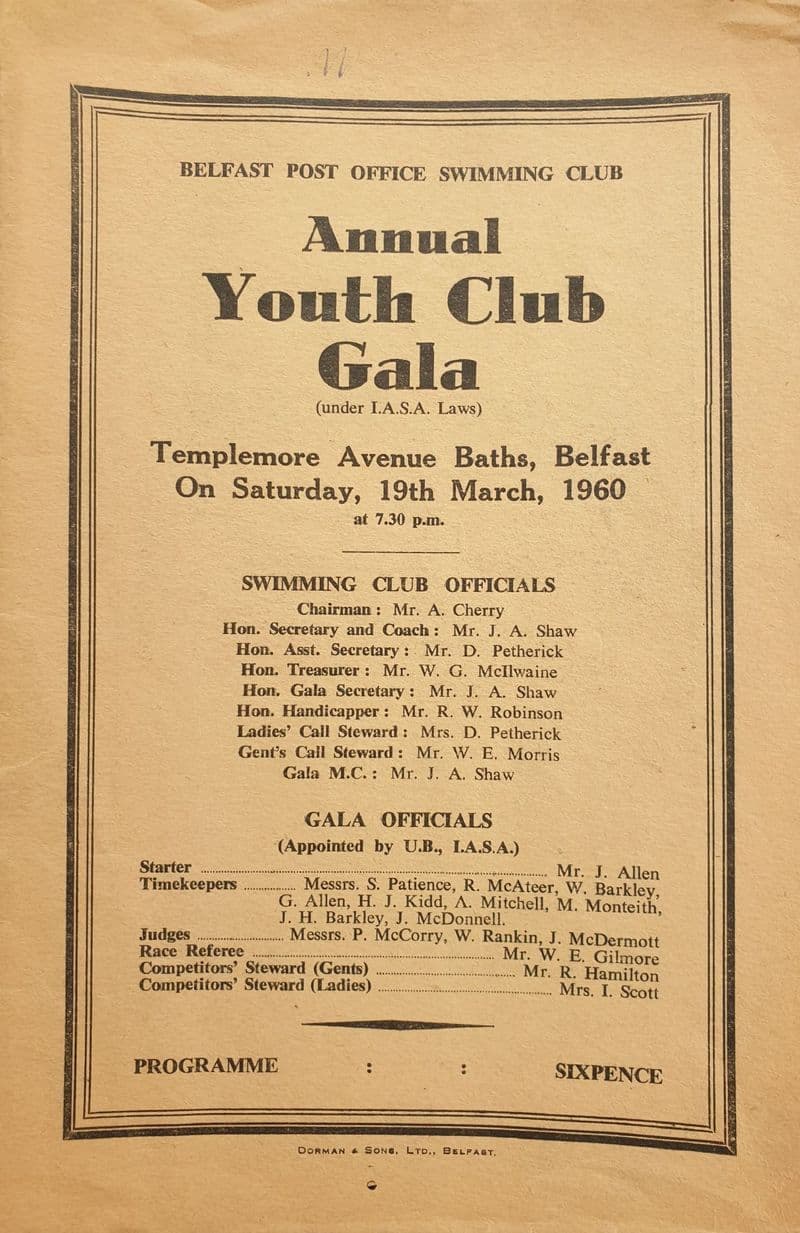 BELFAST POST OFFICE SWIMMING CLUB
Annual
Youth Club
Gala
(under I.A.S.A. Laws)
Templemore Avenue Baths, Belfast
On Saturday, 19th March, 1960
at 7.30 p.m.
SWIMMING CLUB OFFICIALS
Chairman : Mr. A. Cherry
Hon. Secretary and Coach : Mr. J. A. Shaw
Hon. Asst. Secretary : Mr. D. Petherick
Hon. Treasurer : Mr. W. G. McIlwaine
Hon. Gala Secretary : Mr. J. A. Shaw
Hon. Handicapper : Mr. R. W. Robinson
Ladies' Call Steward : Mrs. D. Petherick
Gent's Call Steward : Mr. W. E. Morris
Gala M.C. : Mr. J. A. Shaw
GALA OFFICIALS
(Appointed by U.B., I.A.S.A.)
Starter ........ Mr. J. Allen
Timekeepers ........ Messrs. S. Patience, R. McAteer, W. Barkley,
G. Allen, H. J. Kidd, A. Mitchell, M. Monteith,
J. H. Barkley, J. McDonnell.
Judges ........ Messrs. P. McCorry, W. Rankin, J. McDermott
Race Referee ........ Mr. W. E. Gilmore
Competitors' Steward (Gents) ........ Mr. R. Hamilton
Competitors' Steward (Ladies) ........ Mrs. I. Scott
PROGRAMME : : SIXPENCE
DORMAN & SONS, LTD., BELFAST.